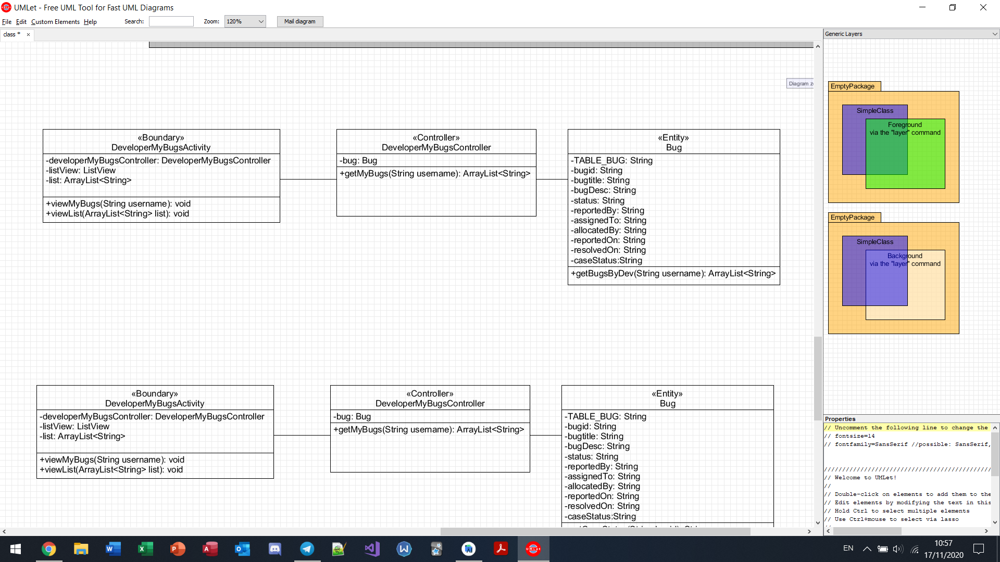 UMLet - Free UML Tool for Fast UML Diagrams
File Edit Custom Elements Help Search: Zoom: 120% Mail diagram
class *
Generic Layers
Diagram
«Boundary»
DeveloperMyBugsActivity
-developerMyBugsController: DeveloperMyBugsController
-listView: ListView
-list: ArrayList<String>
+viewMyBugs(String username): void
+viewList(ArrayList<String> list): void
«Controller»
DeveloperMyBugsController
-bug: Bug
+getMyBugs(String username): ArrayList<String>
«Entity»
Bug
-TABLE_BUG: String
-bugid: String
-bugtitle: String
-bugDesc: String
-status: String
-reportedBy: String
-assignedTo: String
-allocatedBy: String
-reportedOn: String
-resolvedOn: String
-caseStatus:String
+getBugsByDev(String username): ArrayList<String>
«Boundary»
DeveloperMyBugsActivity
-developerMyBugsController: DeveloperMyBugsController
-listView: ListView
-list: ArrayList<String>
+viewMyBugs(String username): void
+viewList(ArrayList<String> list): void
«Controller»
DeveloperMyBugsController
-bug: Bug
+getMyBugs(String username): ArrayList<String>
«Entity»
Bug
-TABLE_BUG: String
-bugid: String
-bugtitle: String
-bugDesc: String
-status: String
-reportedBy: String
-assignedTo: String
-allocatedBy: String
-reportedOn: String
-resolvedOn: String
-caseStatus:String
EmptyPackage
SimpleClass
Foreground
via the "layer" command
EmptyPackage
SimpleClass
Background
via the "layer" command
Properties
// Uncomment the following line to change the
// fontsize=14
// fontfamily=SansSerif //possible: SansSerif,
//////////////////////////////////////////////
// Welcome to UMLet!
//
// Double-click on elements to add them to the
// Edit elements by modifying the text in this
// Hold Ctrl to select multiple elements
// Use Ctrl+mouse to select via lasso
EN
10:57
17/11/2020